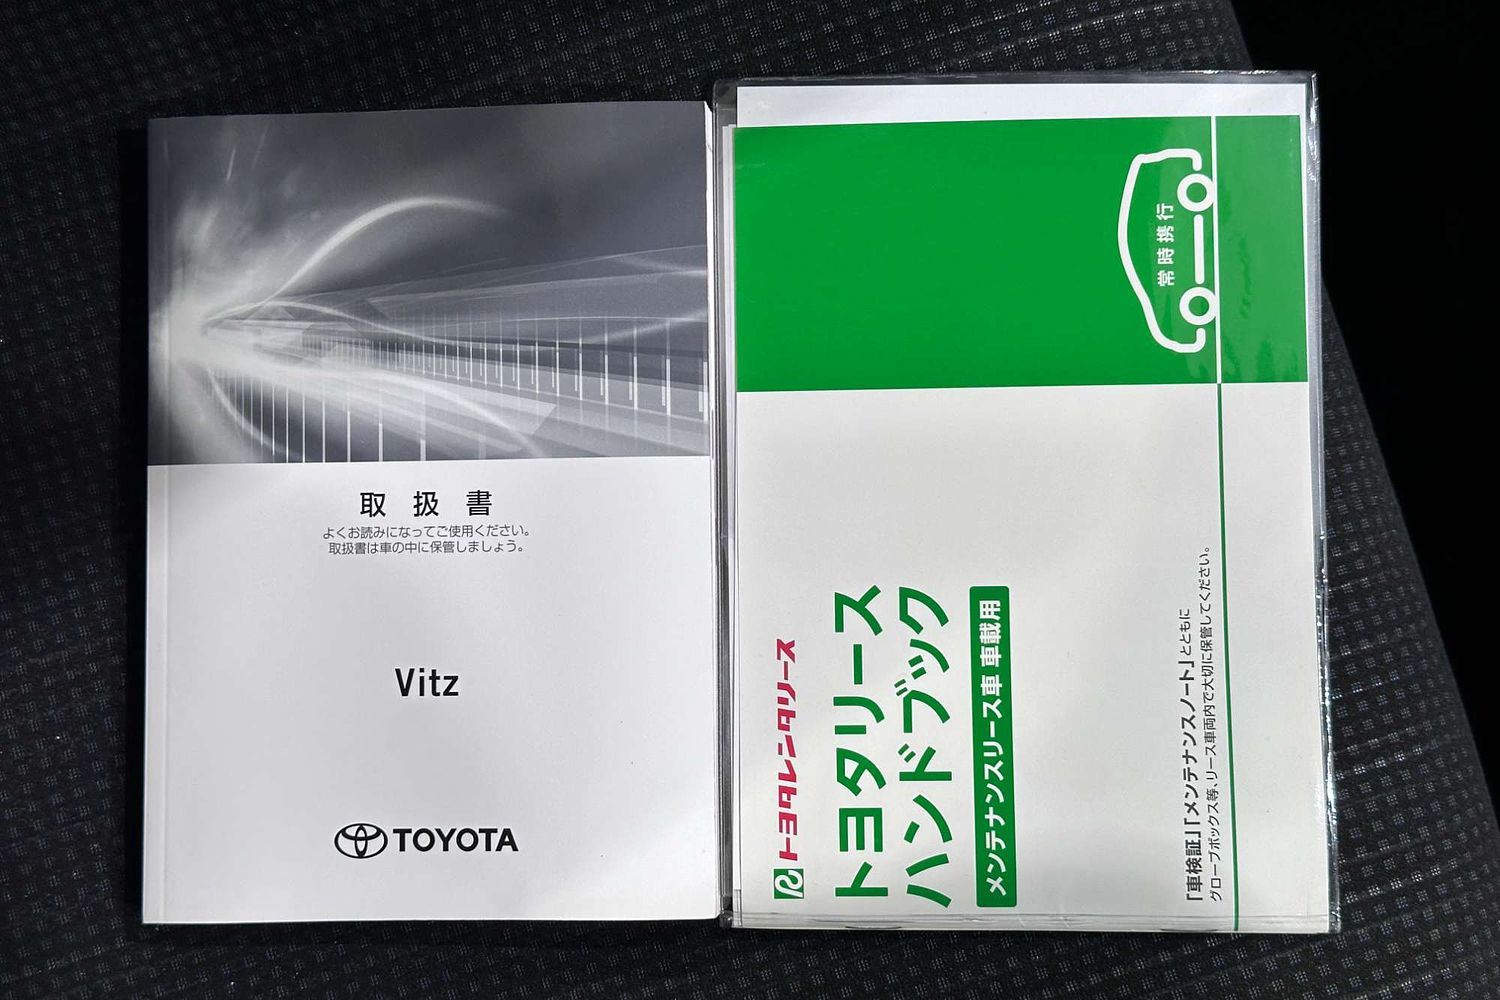 取扱書
よくお読みになってご使用ください。
取扱書は車の中に保管しましょう。
Vitz
TOYOTA
トヨタレンタリース
トヨタリース
ハンドブック
メンテナンスリース車 車載用
常時携行
「車検証」「メンテナンスノート」とともに
グローブボックス等、リース車両内で大切に保管してください。